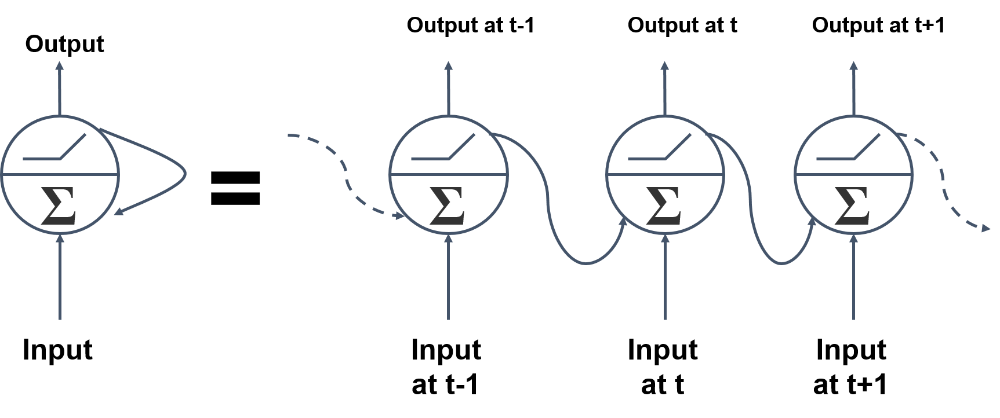 Output at t-1
Output at t
Output at t+1
Output
=
Σ
Σ
Σ
Σ
Input
Input
at t-1
Input
at t
Input
at t+1